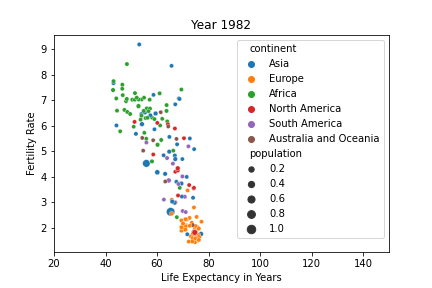 Year 1982
Fertility Rate
9
8
7
6
5
4
3
2
continent
Asia
Europe
Africa
North America
South America
Australia and Oceania
population
0.2
0.4
0.6
0.8
1.0
20 40 60 80 100 120 140
Life Expectancy in Years